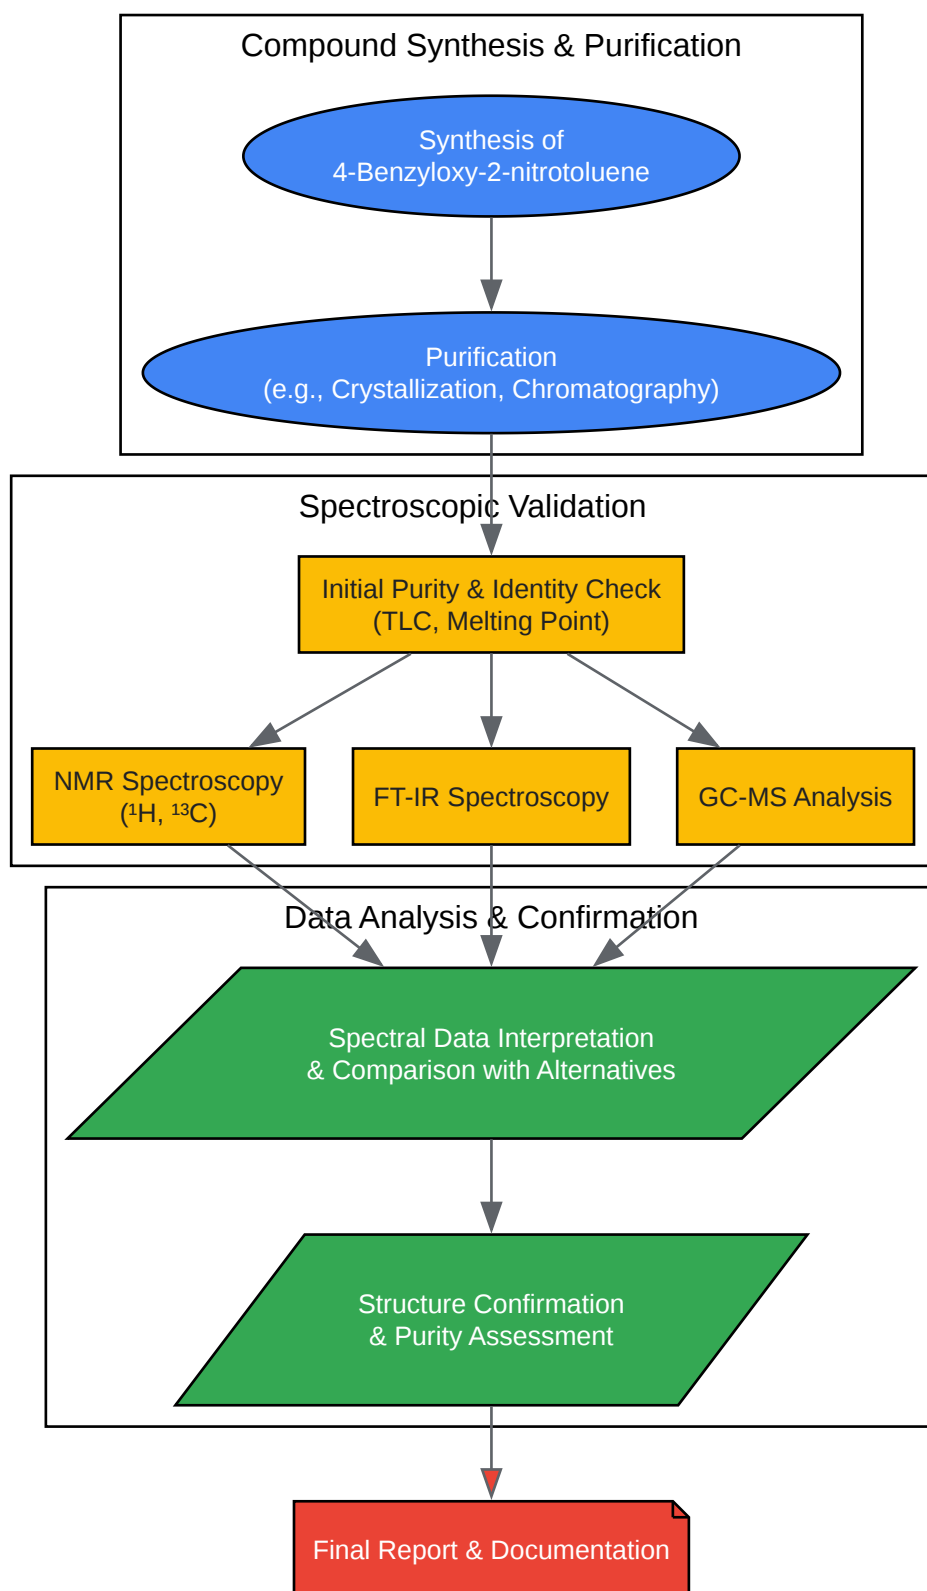 Compound Synthesis & Purification
Synthesis of
4-Benzyloxy-2-nitrotoluene
Purification
(e.g., Crystallization, Chromatography)
Spectroscopic Validation
Initial Purity & Identity Check
(TLC, Melting Point)
NMR Spectroscopy
(¹H, ¹³C)
FT-IR Spectroscopy
GC-MS Analysis
Data Analysis & Confirmation
Spectral Data Interpretation
& Comparison with Alternatives
Structure Confirmation
& Purity Assessment
Final Report & Documentation